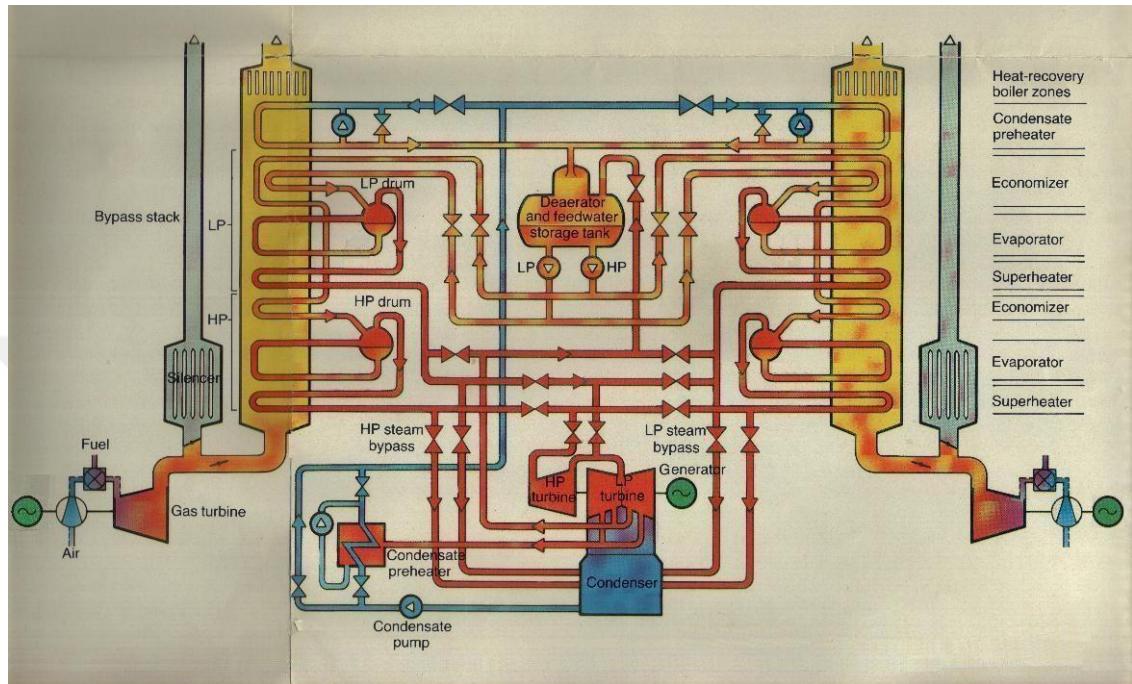 Heat-recovery
boiler zones
Condensate
preheater
Economizer
Evaporator
Superheater
Economizer
Evaporator
Superheater
Bypass stack
LP
HP
LP drum
HP drum
Deaerator
and feedwater
storage tank
LP
HP
Silencer
Fuel
Gas turbine
Air
HP steam
bypass
LP steam
bypass
HP
turbine
LP
turbine
Generator
Condensate
preheater
Condenser
Condensate
pump